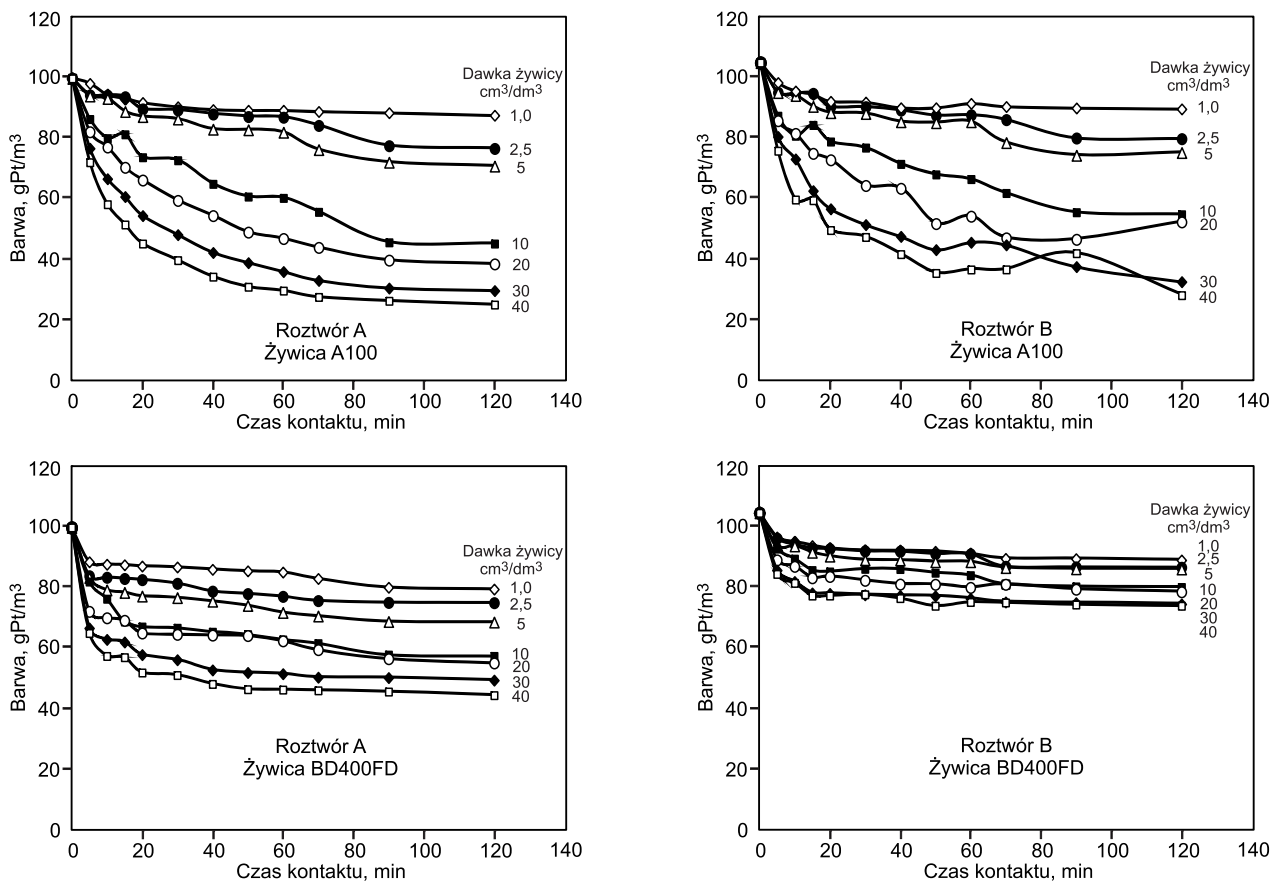 120
100
80
60
40
20
0
Barwa, gPt/m³
Dawka żywicy
cm³/dm³
1,0
2,5
5
10
20
30
40
Roztwór A
Żywica A100
0 20 40 60 80 100 120 140
Czas kontaktu, min
120
100
80
60
40
20
0
Barwa, gPt/m³
Dawka żywicy
cm³/dm³
1,0
2,5
5
10
20
30
40
Roztwór B
Żywica A100
0 20 40 60 80 100 120 140
Czas kontaktu, min
120
100
80
60
40
20
0
Barwa, gPt/m³
Dawka żywicy
cm³/dm³
1,0
2,5
5
10
20
30
40
Roztwór A
Żywica BD400FD
0 20 40 60 80 100 120 140
Czas kontaktu, min
120
100
80
60
40
20
0
Barwa, gPt/m³
Dawka żywicy
cm³/dm³
1,0
2,5
5
10
20
30
40
Roztwór B
Żywica BD400FD
0 20 40 60 80 100 120 140
Czas kontaktu, min